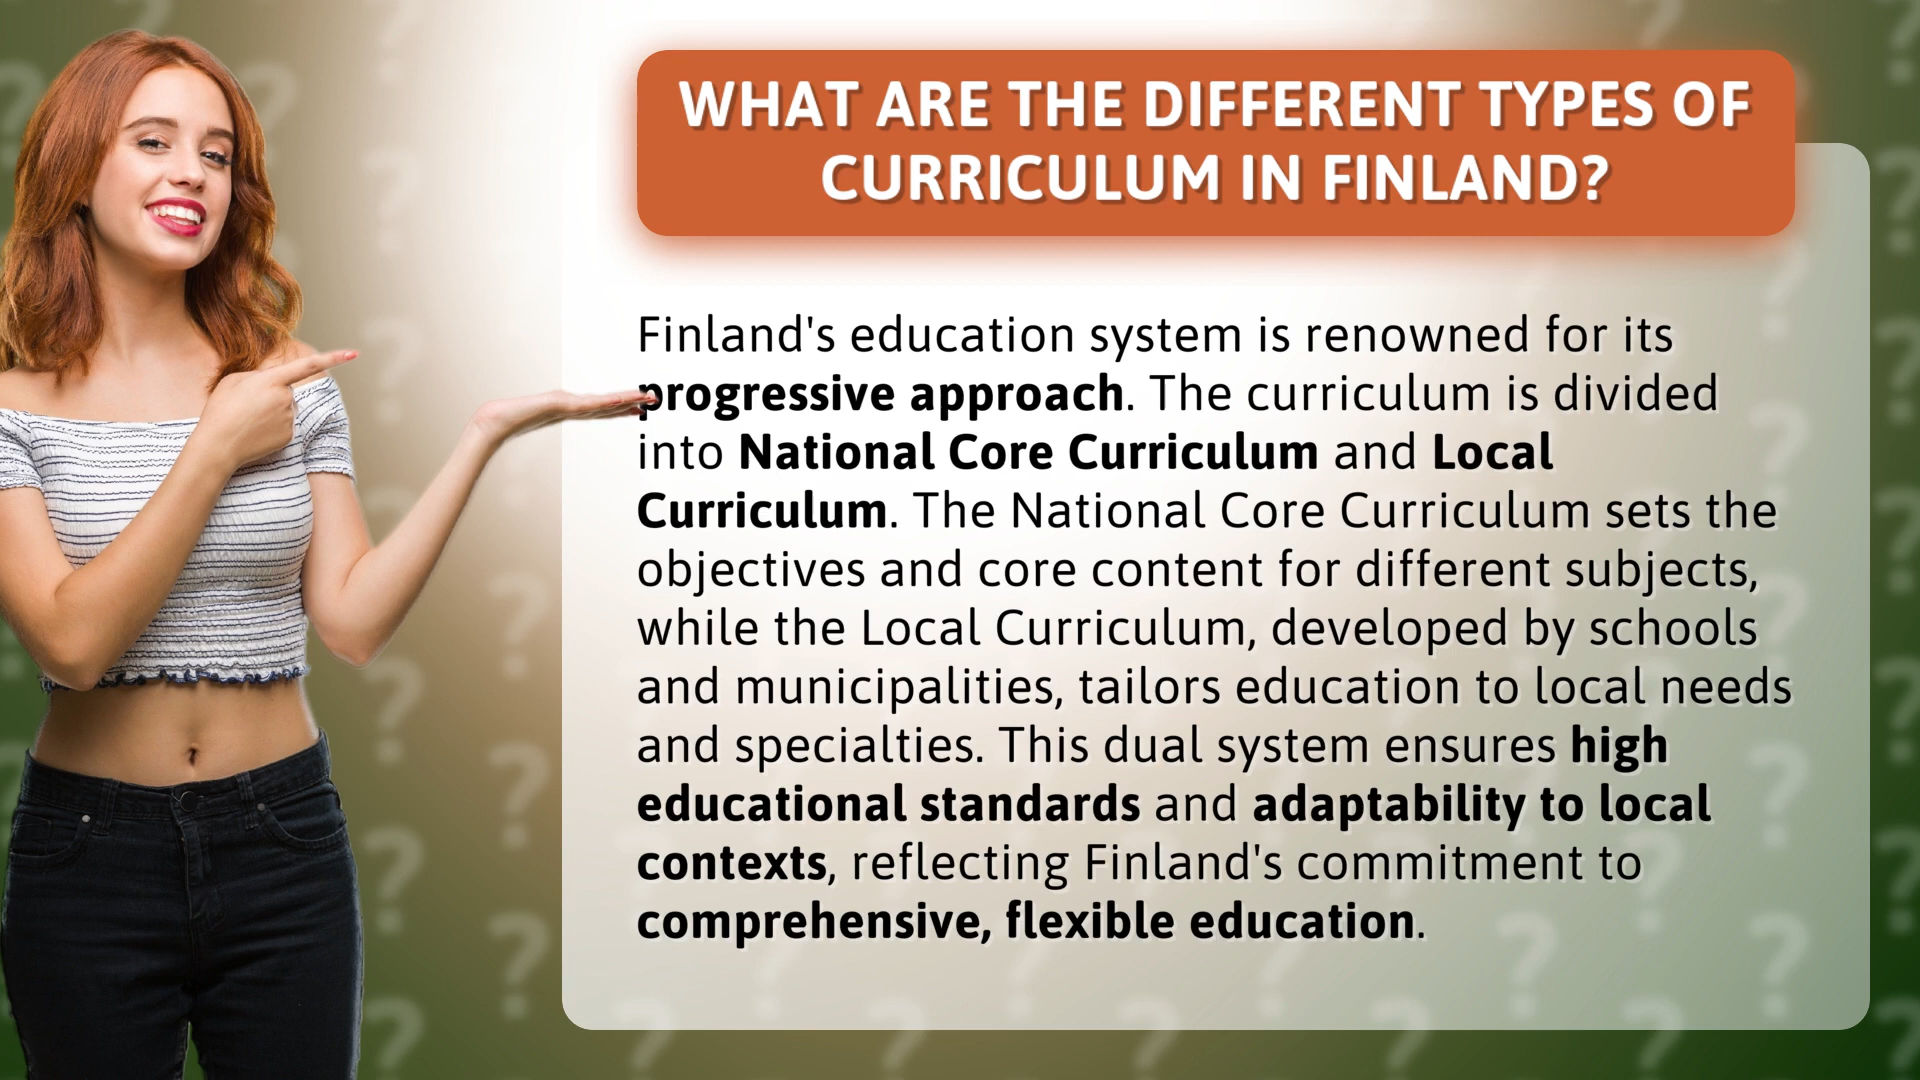 WHAT ARE THE DIFFERENT TYPES OF
CURRICULUM IN FINLAND?
Finland's education system is renowned for its
progressive approach. The curriculum is divided
into National Core Curriculum and Local
Curriculum. The National Core Curriculum sets the
objectives and core content for different subjects,
while the Local Curriculum, developed by schools
and municipalities, tailors education to local needs
and specialties. This dual system ensures high
educational standards and adaptability to local
contexts, reflecting Finland's commitment to
comprehensive, flexible education.